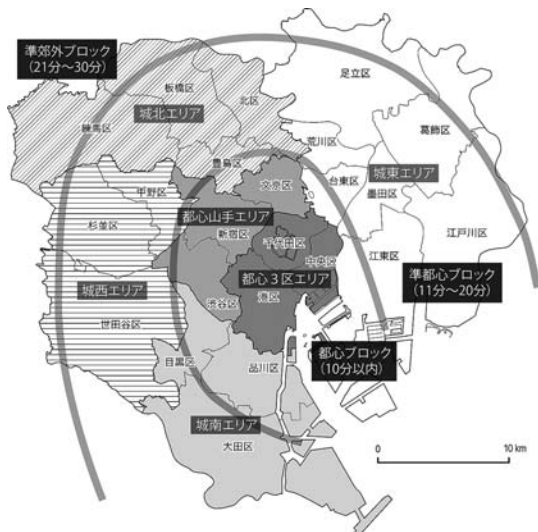 準郊外ブロック
(21分～30分)
足立区
板橋区
北区
城北エリア
練馬区
葛飾区
荒川区
豊島区
城東エリア
台東区
文京区
中野区
墨田区
都心山手エリア
杉並区
江戸川区
新宿区
千代田区
中央区
江東区
準都心ブロック
(11分～20分)
都心3区エリア
城西エリア
港区
渋谷区
世田谷区
都心ブロック
(10分以内)
目黒区
品川区
城南エリア
大田区
0
10 km